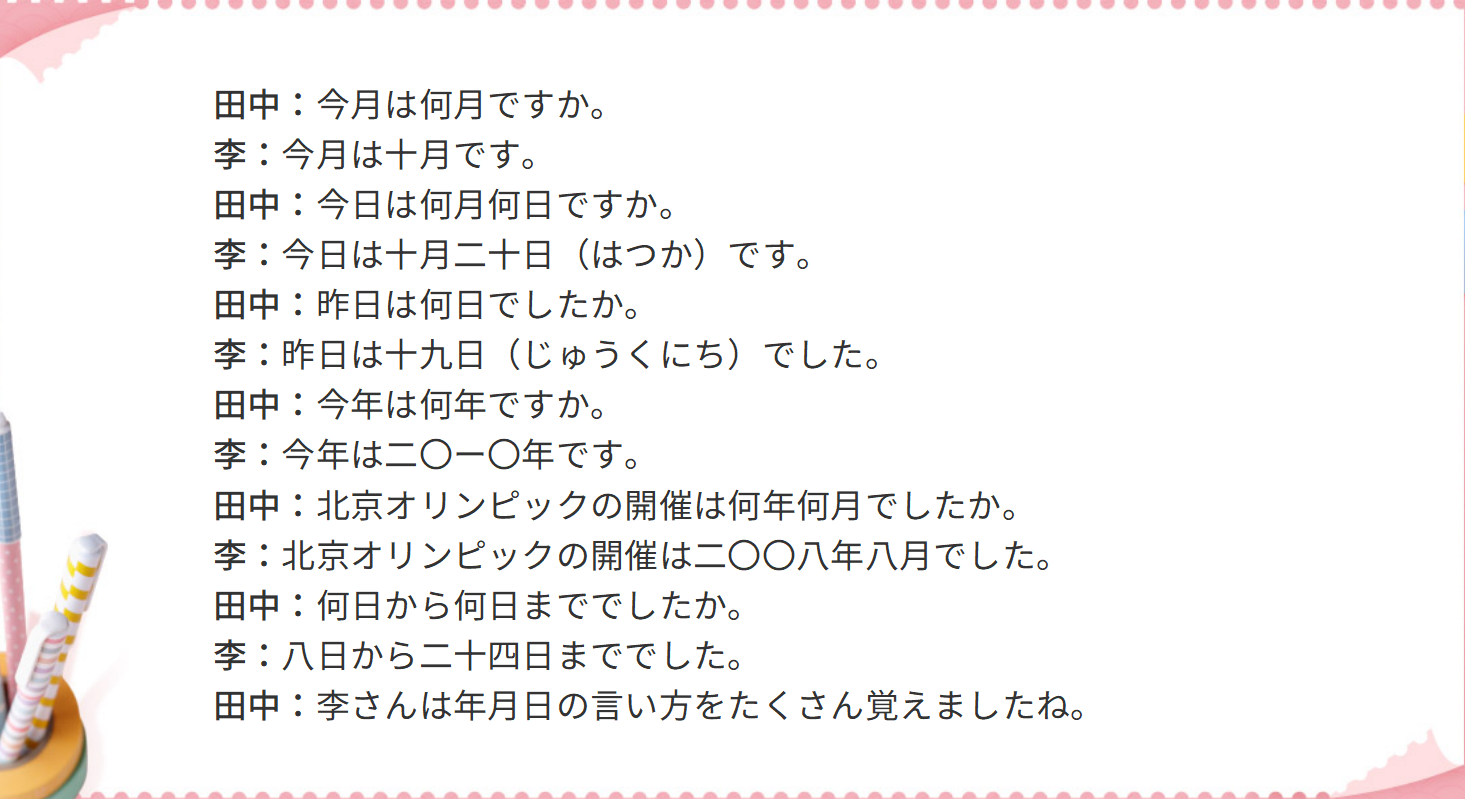 田中：今月は何月ですか。
李：今月は十月です。
田中：今日は何月何日ですか。
李：今日は十月二十日（はつか）です。
田中：昨日は何日でしたか。
李：昨日は十九日（じゅうくにち）でした。
田中：今年は何年ですか。
李：今年は二〇一〇年です。
田中：北京オリンピックの開催は何年何月でしたか。
李：北京オリンピックの開催は二〇〇八年八月でした。
田中：何日から何日まででしたか。
李：八日から二十四日まででした。
田中：李さんは年月日の言い方をたくさん覚えましたね。